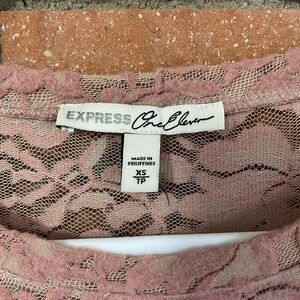 EXPRESS One Eleven
MADE IN
PHILIPPINES
XS
TP